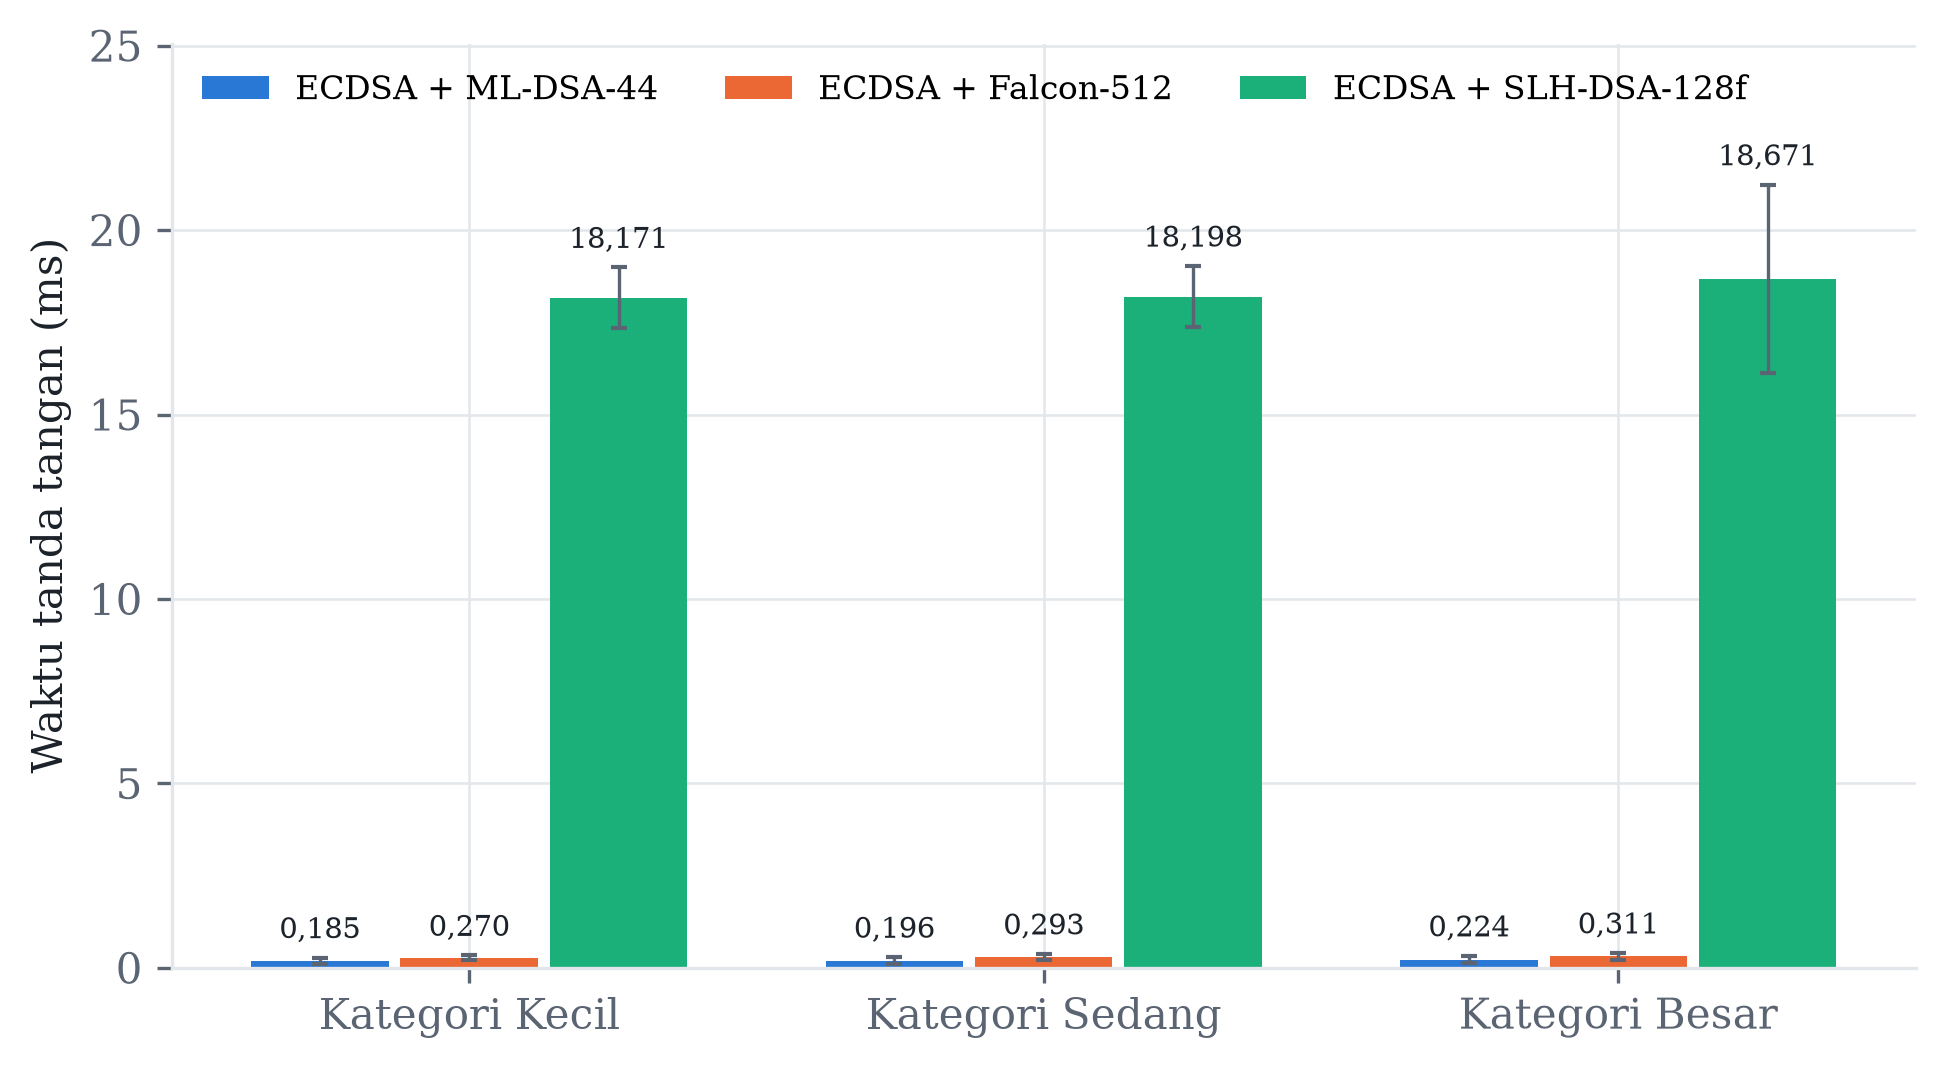 Waktu tanda tangan (ms)
25
20
15
10
5
0
ECDSA + ML-DSA-44
ECDSA + Falcon-512
ECDSA + SLH-DSA-128f
0,185
0,270
18,171
0,196
0,293
18,198
0,224
0,311
18,671
Kategori Kecil
Kategori Sedang
Kategori Besar